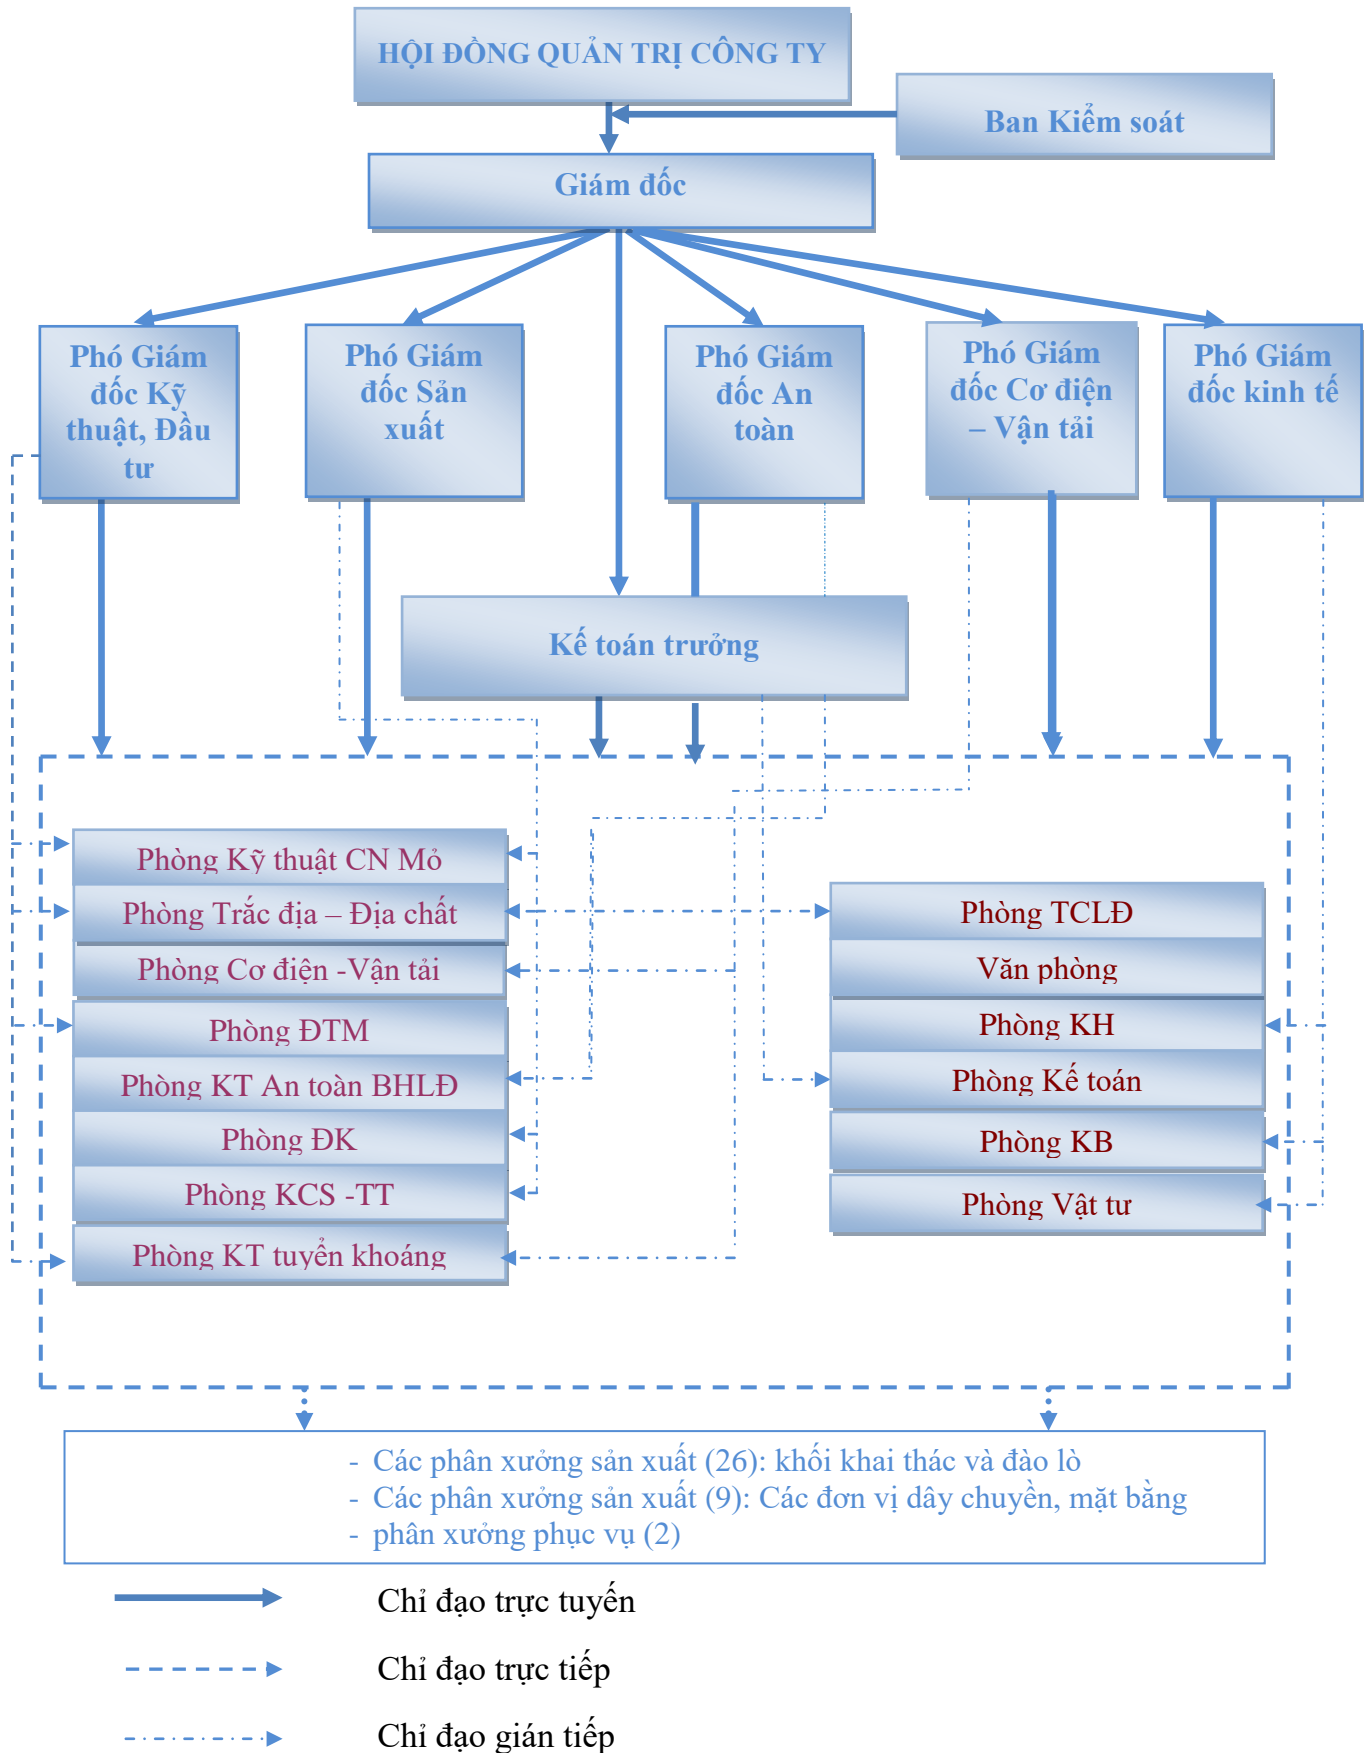 HỘI ĐỒNG QUẢN TRỊ CÔNG TY
Ban Kiểm soát
Giám đốc
Phó Giám
đốc Kỹ
thuật, Đầu
tư
Phó Giám
đốc Sản
xuất
Phó Giám
đốc An
toàn
Phó Giám
đốc Cơ điện
– Vận tải
Phó Giám
đốc kinh tế
Kế toán trưởng
Phòng Kỹ thuật CN Mỏ
Phòng Trắc địa – Địa chất
Phòng Cơ điện -Vận tải
Phòng ĐTM
Phòng KT An toàn BHLĐ
Phòng ĐK
Phòng KCS -TT
Phòng KT tuyển khoáng
Phòng TCLĐ
Văn phòng
Phòng KH
Phòng Kế toán
Phòng KB
Phòng Vật tư
- Các phân xưởng sản xuất (26): khối khai thác và đào lò
- Các phân xưởng sản xuất (9): Các đơn vị dây chuyền, mặt bằng
- phân xưởng phục vụ (2)
Chỉ đạo trực tuyến
Chỉ đạo trực tiếp
Chỉ đạo gián tiếp